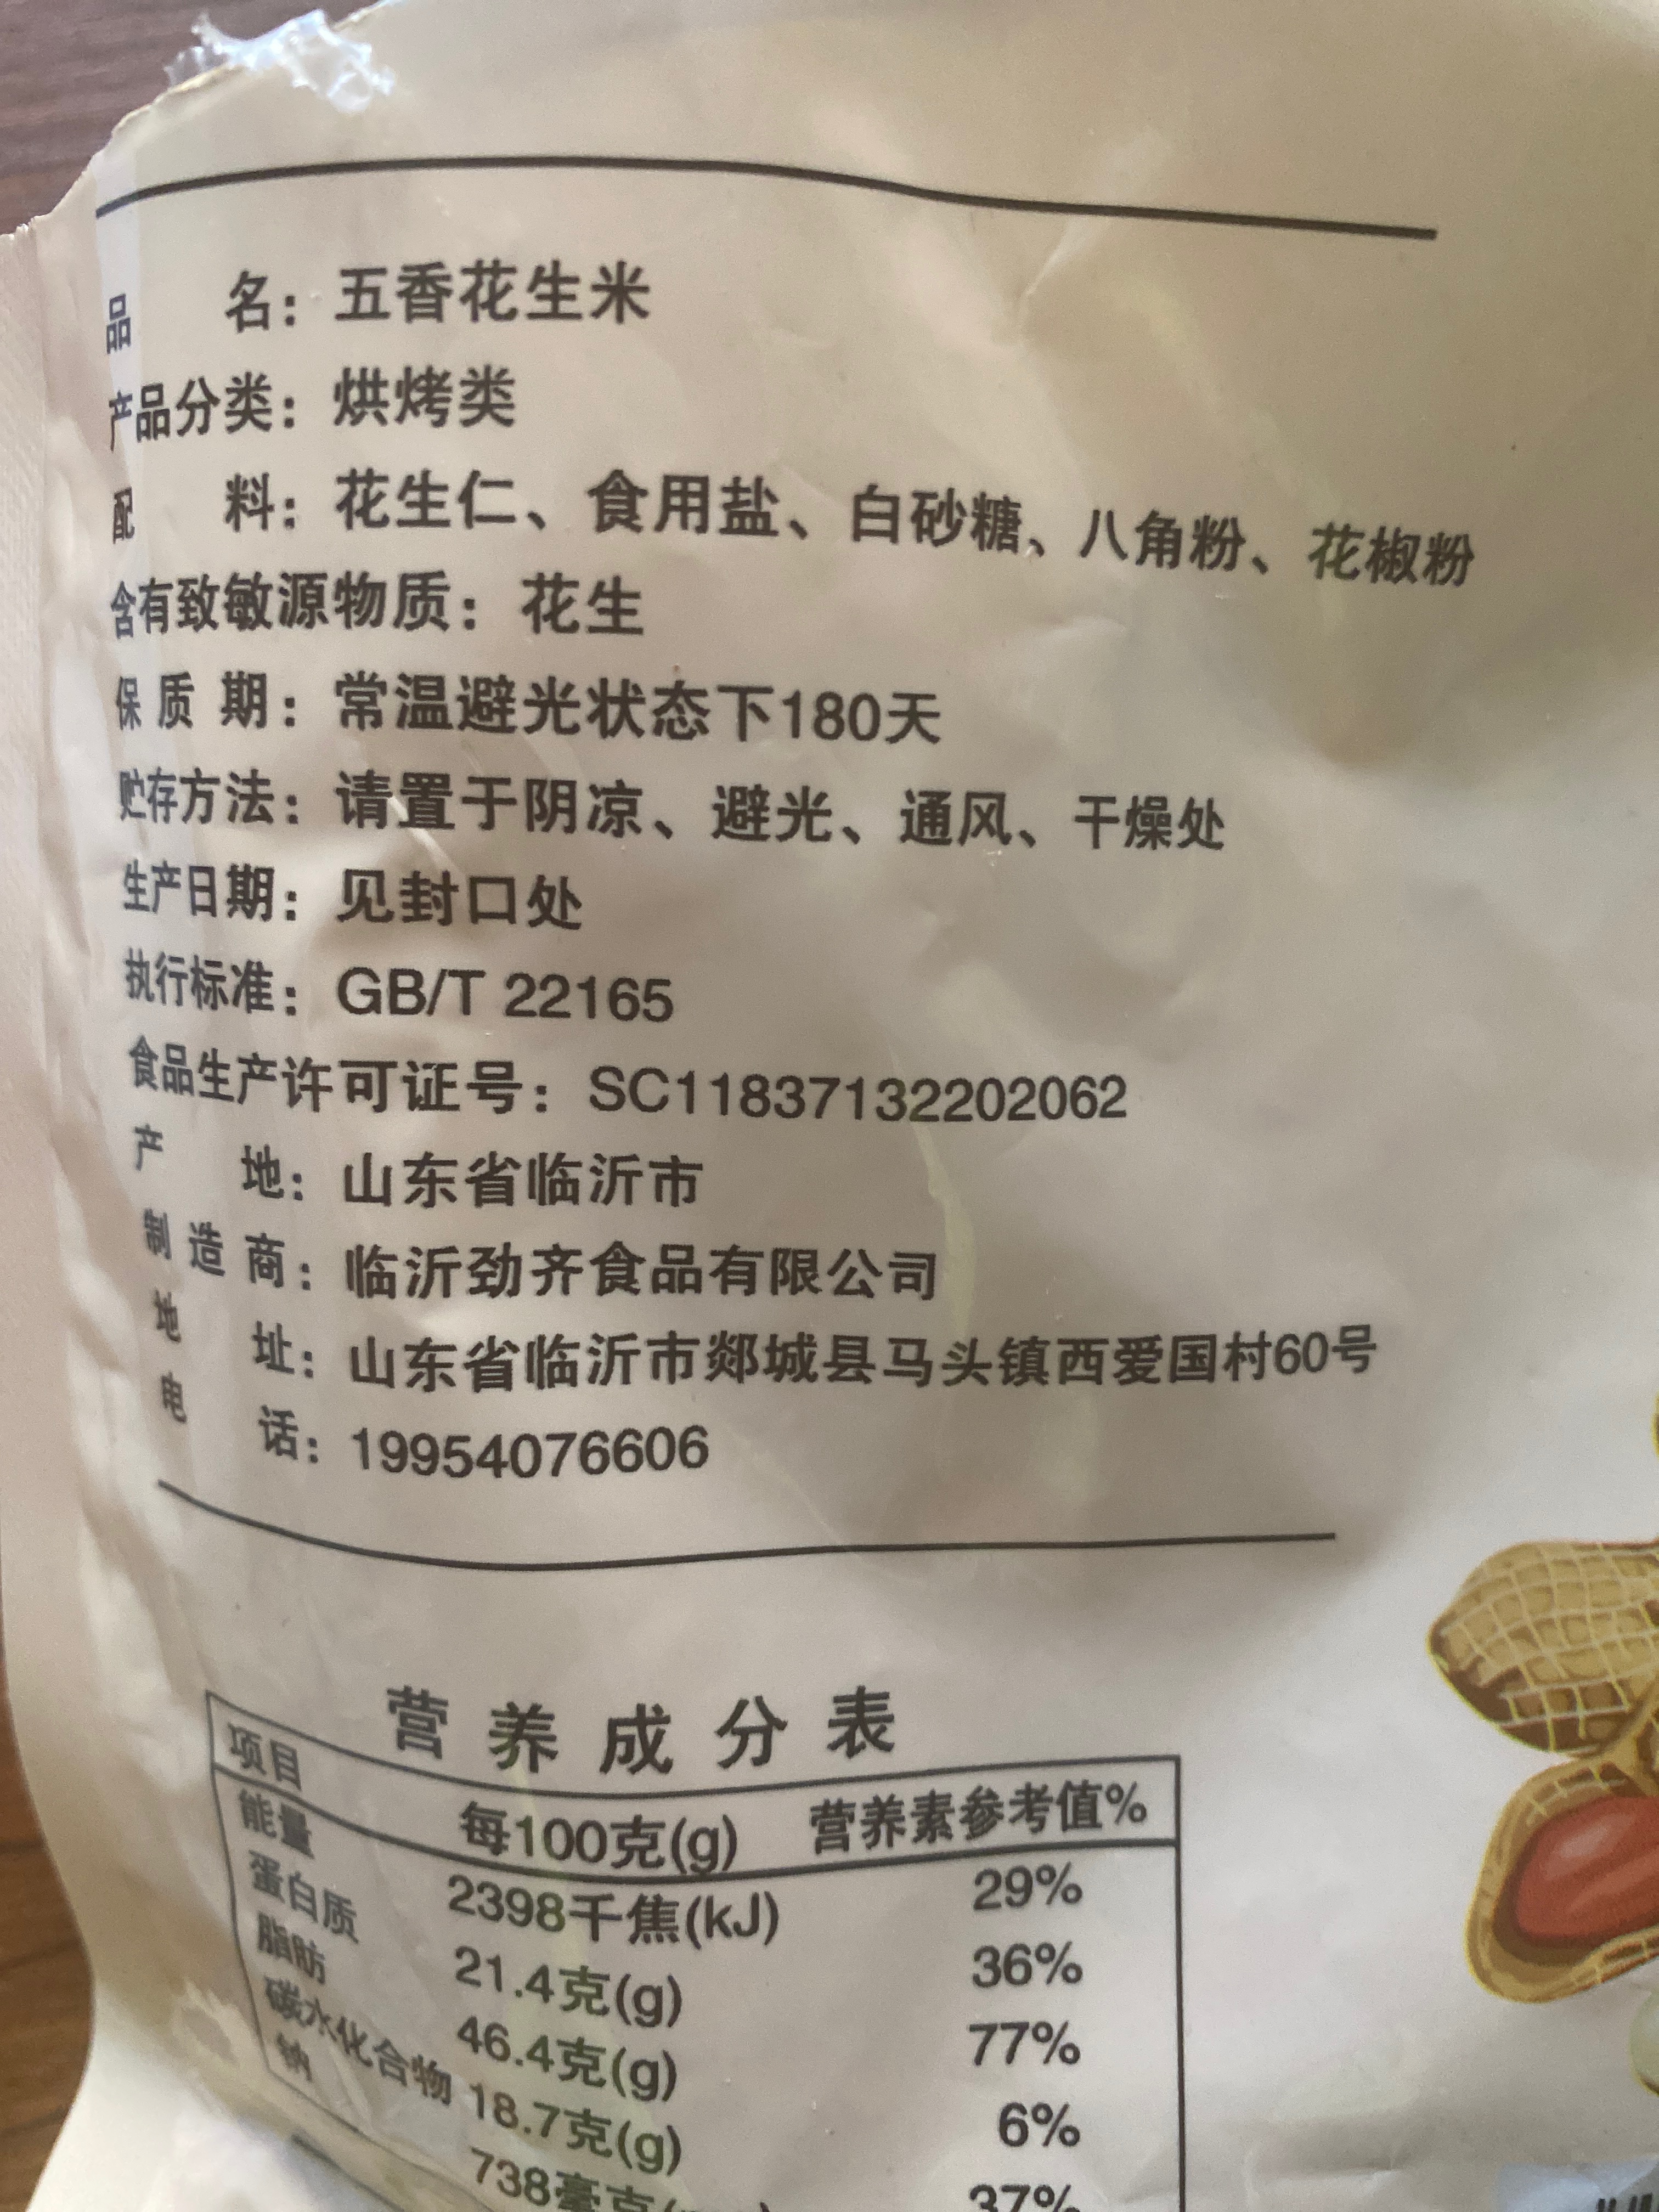 品 名：五香花生米
产品分类：烘烤类
配 料：花生仁、食用盐、白砂糖、八角粉、花椒粉
含有致敏源物质：花生
保质期：常温避光状态下180天
贮存方法：请置于阴凉、避光、通风、干燥处
生产日期：见封口处
执行标准：GB/T 22165
食品生产许可证号：SC11837132202062
产 地：山东省临沂市
制造商：临沂劲齐食品有限公司
地 址：山东省临沂市郯城县马头镇西爱国村60号
电 话：19954076606
营养成分表
项目 每100克(g) 营养素参考值%
能量 2398千焦(kJ) 29%
蛋白质 21.4克(g) 36%
脂肪 46.4克(g) 77%
碳水化合物 18.7克(g) 6%
钠 738毫克 37%